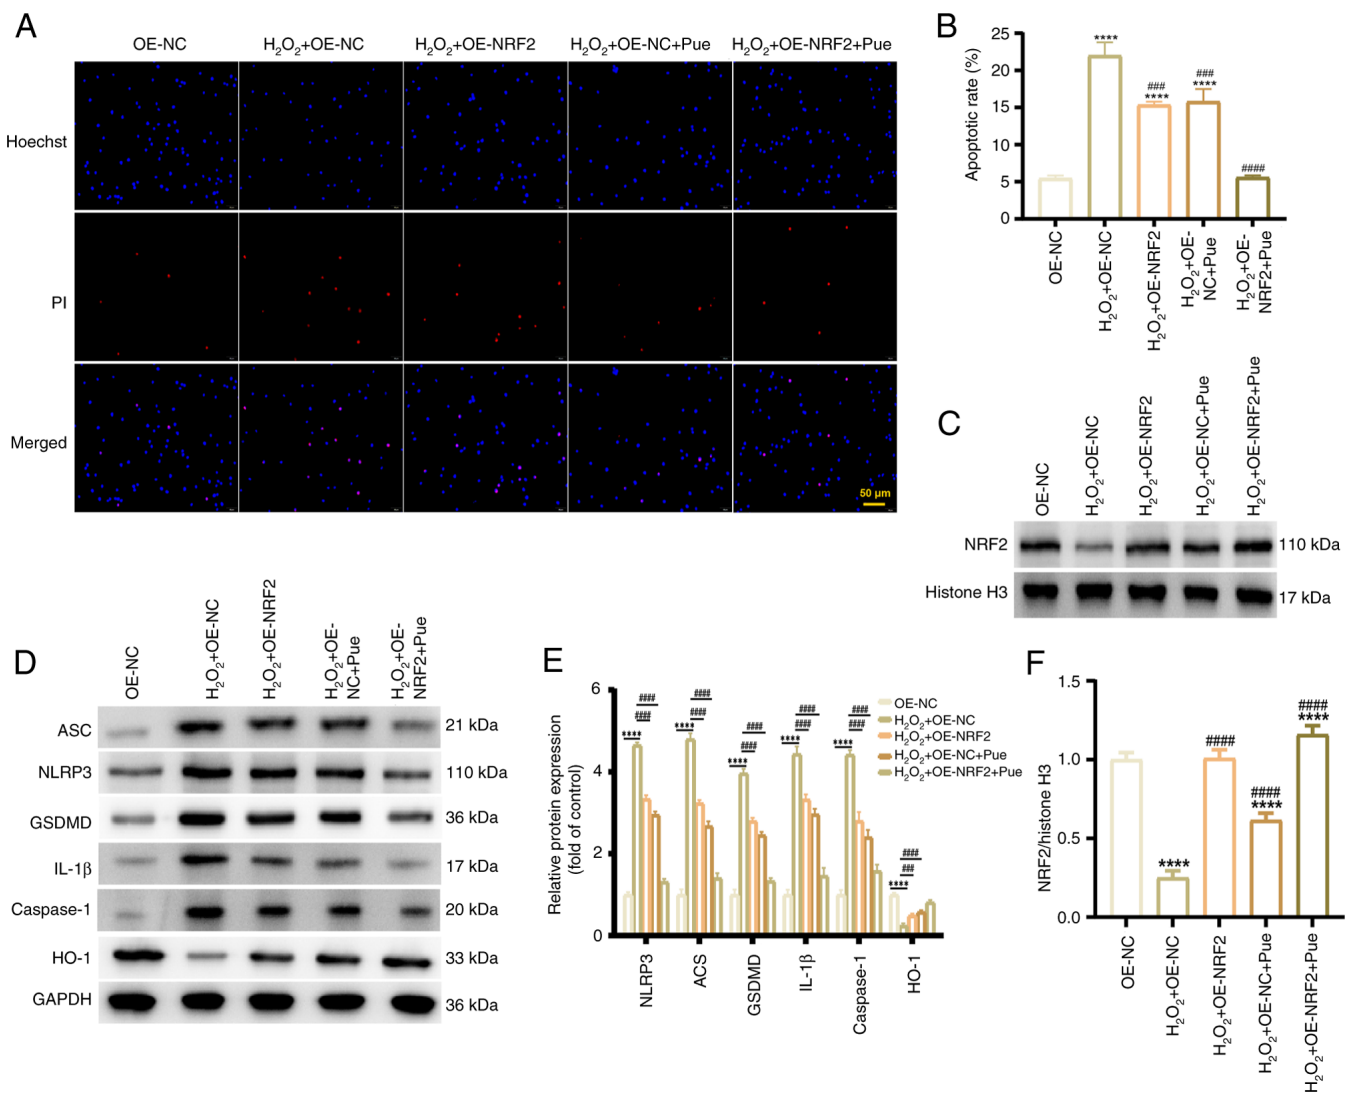 A
OE-NC
H2O2+OE-NC
H2O2+OE-NRF2
H2O2+OE-NC+Pue
H2O2+OE-NRF2+Pue
Hoechst
PI
Merged
50 µm
B
Apoptotic rate (%)
25
20
15
10
5
0
****
###
****
###
****
####
OE-NC
H2O2+OE-NC
H2O2+OE-NRF2
H2O2+OE-
NC+Pue
H2O2+OE-
NRF2+Pue
C
OE-NC
H2O2+OE-NC
H2O2+OE-NRF2
H2O2+OE-NC+Pue
H2O2+OE-NRF2+Pue
NRF2
110 kDa
Histone H3
17 kDa
D
OE-NC
H2O2+OE-NC
H2O2+OE-NRF2
H2O2+OE-
NC+Pue
H2O2+OE-
NRF2+Pue
ASC
21 kDa
NLRP3
110 kDa
GSDMD
36 kDa
IL-1β
17 kDa
Caspase-1
20 kDa
HO-1
33 kDa
GAPDH
36 kDa
E
Relative protein expression
(fold of control)
6
4
2
0
####
####
****
####
####
****
####
####
****
####
####
****
####
####
****
####
###
****
OE-NC
H2O2+OE-NC
H2O2+OE-NRF2
H2O2+OE-NC+Pue
H2O2+OE-NRF2+Pue
NLRP3
ACS
GSDMD
IL-1β
Caspase-1
HO-1
F
NRF2/histone H3
1.5
1.0
0.5
0.0
****
####
####
****
####
****
OE-NC
H2O2+OE-NC
H2O2+OE-NRF2
H2O2+OE-NC+Pue
H2O2+OE-NRF2+Pue